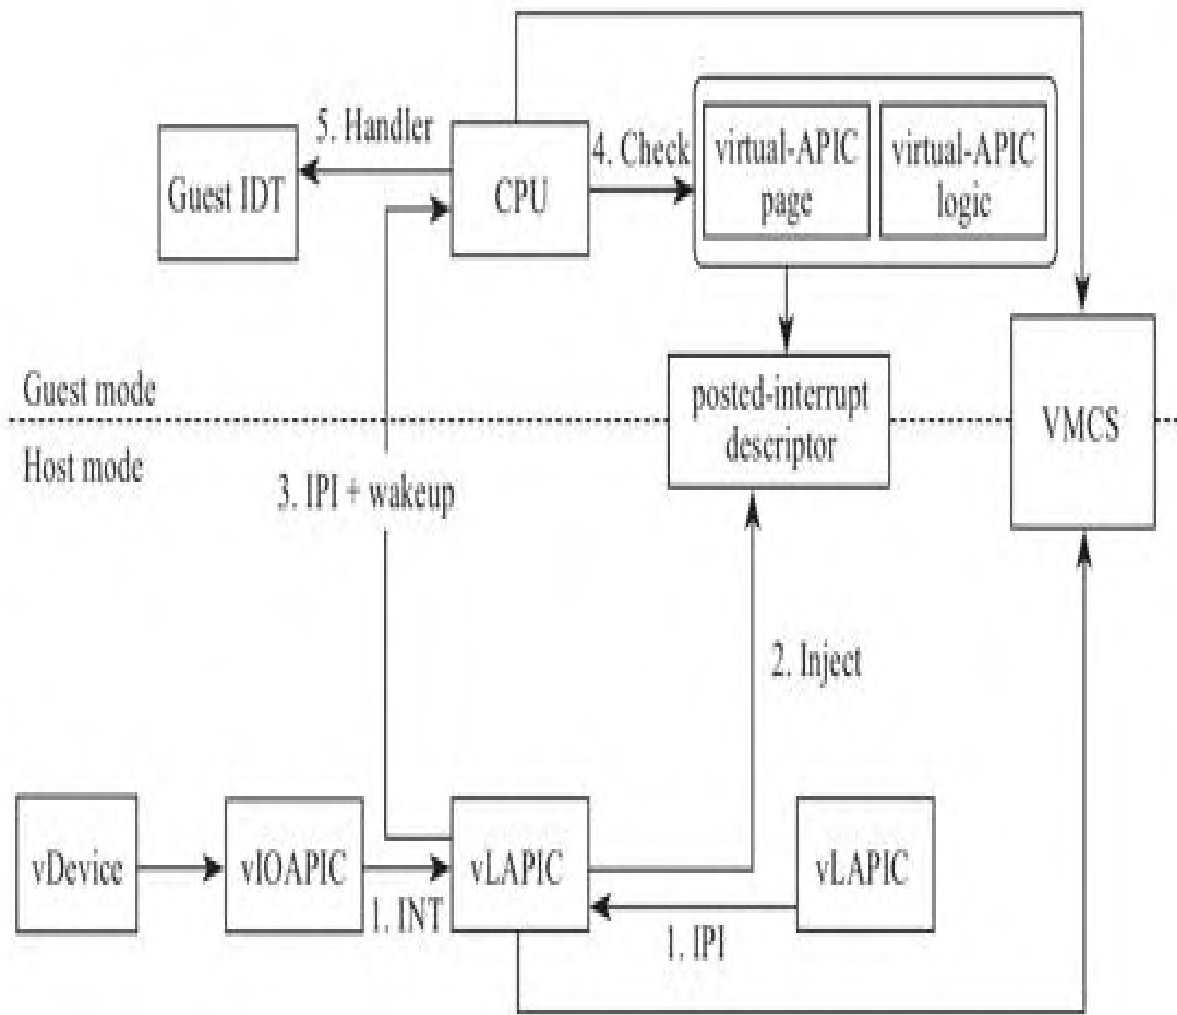 5. Handler
Guest IDT
CPU
4. Check
virtual-APIC
page
virtual-APIC
logic
Guest mode
Host mode
posted-interrupt
descriptor
VMCS
3. IPI + wakeup
2. Inject
vDevice
vIOAPIC
1. INT
vLAPIC
1. IPI
vLAPIC